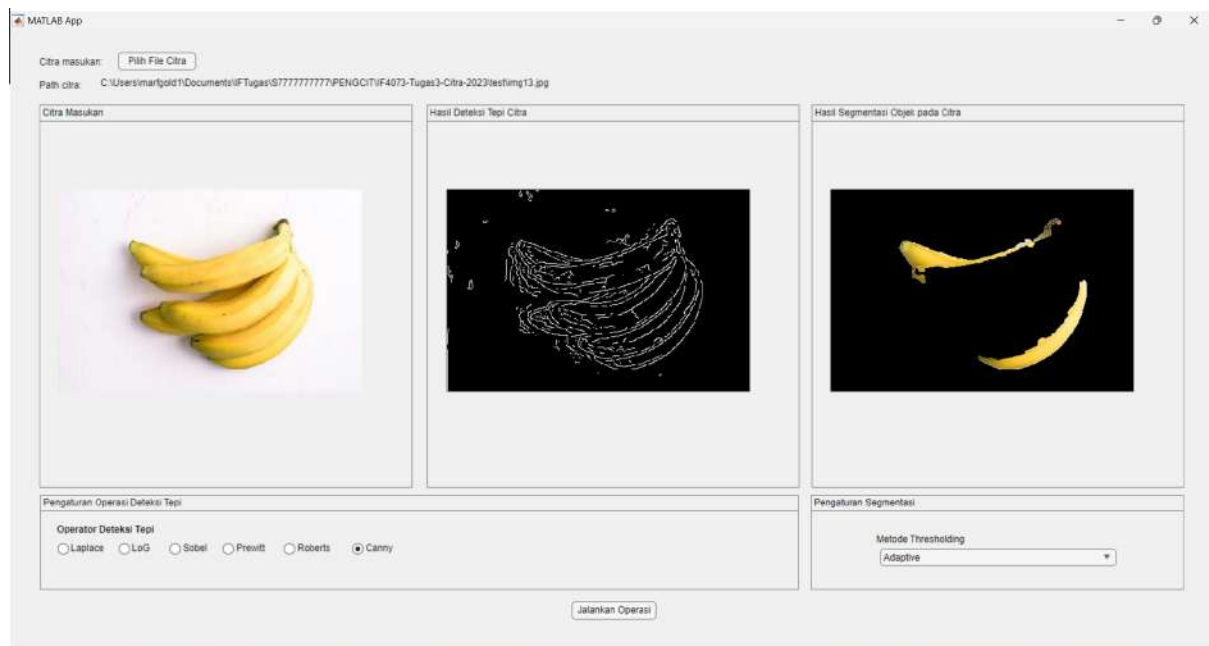 MATLAB App
Citra masukan: Pilih File Citra
Path citra: C:\Users\marfgold1\Documents\IFTugas\S7777777777\PENGCIT\IF4073-Tugas3-Citra-2023\test\img13.jpg
Citra Masukan
Hasil Deteksi Tepi Citra
Hasil Segmentasi Objek pada Citra
Pengaturan Operasi Deteksi Tepi
Operator Deteksi Tepi
Laplace LoG Sobel Prewitt Roberts Canny
Pengaturan Segmentasi
Metode Thresholding
Adaptive
Jalankan Operasi